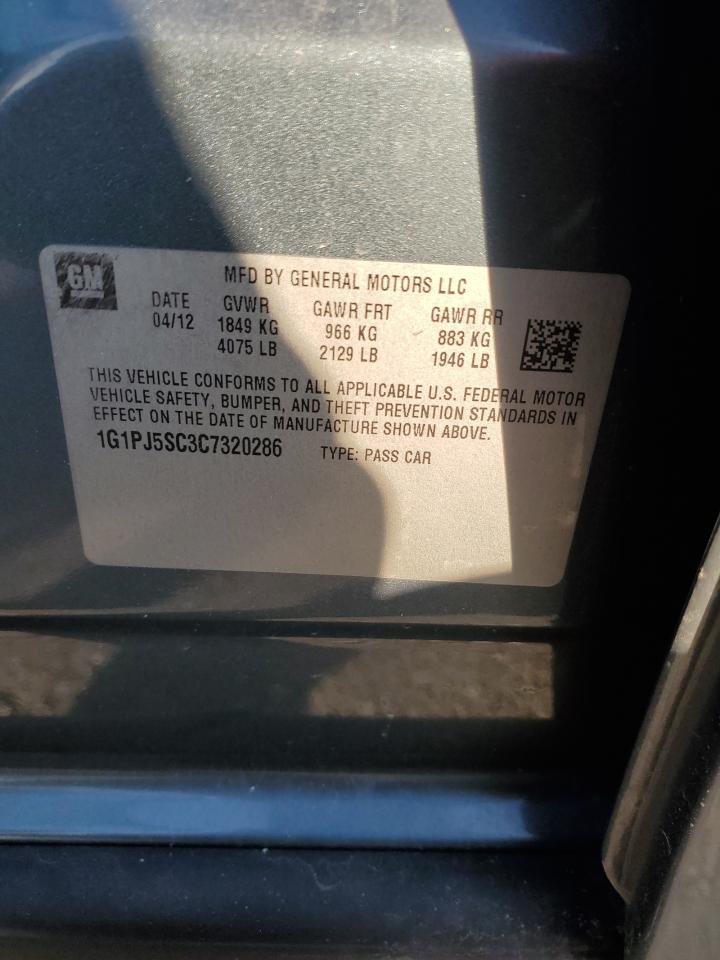 GM
MFD BY GENERAL MOTORS LLC
DATE GVWR GAWR FRT GAWR RR
04/12 1849 KG 966 KG 883 KG
4075 LB 2129 LB 1946 LB
THIS VEHICLE CONFORMS TO ALL APPLICABLE U.S. FEDERAL MOTOR
VEHICLE SAFETY, BUMPER, AND THEFT PREVENTION STANDARDS IN
EFFECT ON THE DATE OF MANUFACTURE SHOWN ABOVE.
1G1PJ5SC3C7320286 TYPE: PASS CAR